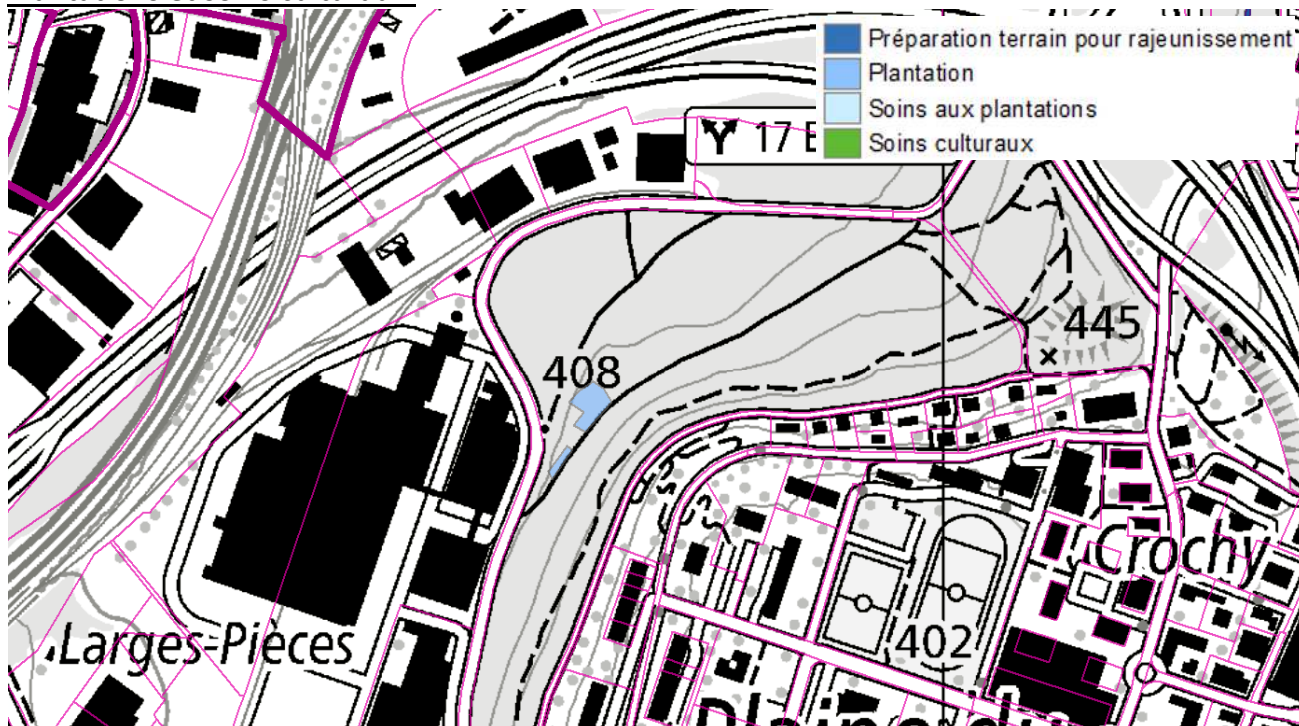 Préparation terrain pour rajeunissement
Plantation
Soins aux plantations
Soins culturaux
17
445
408
Crochy
402
Larges-Pièces